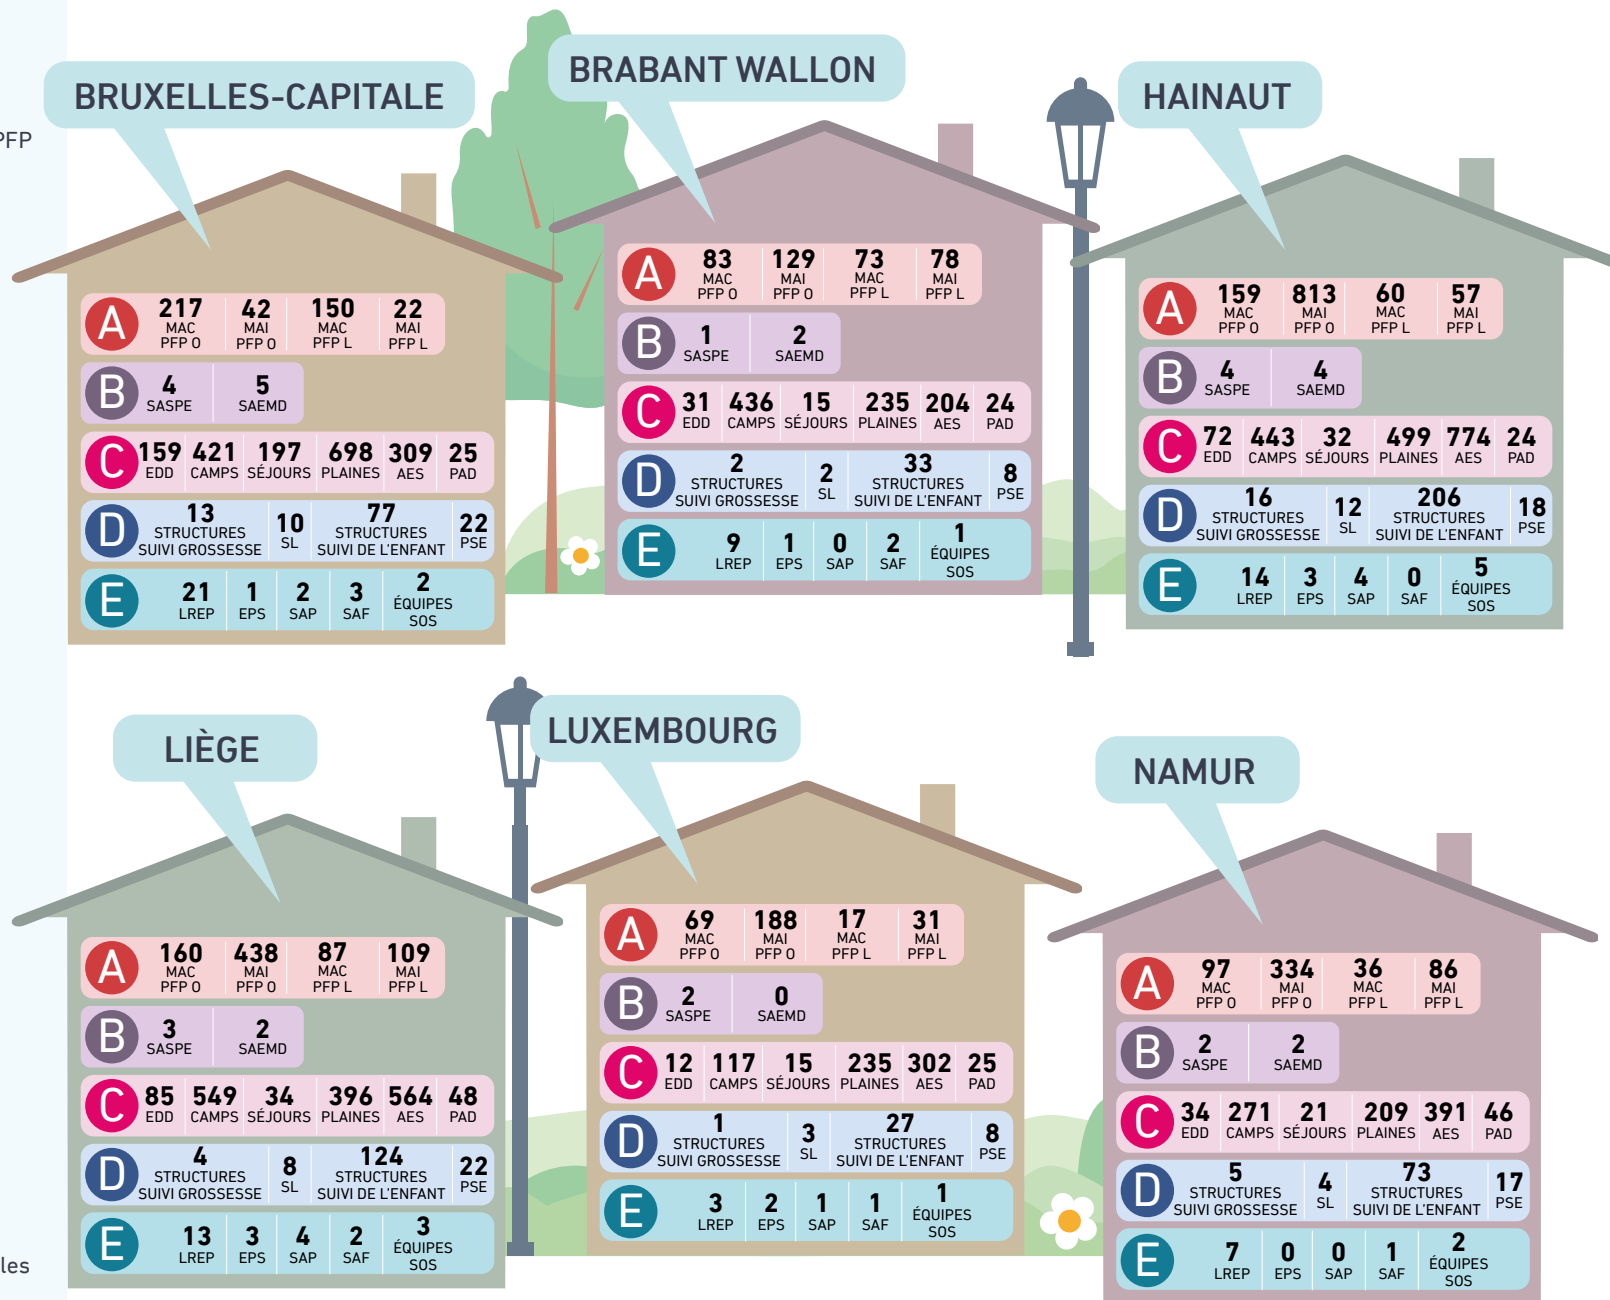 PFP
BRUXELLES-CAPITALE
A
217 42 150 22
MAC MAI MAC MAI
PFP O PFP O PFP L PFP L
B
4 5
SASPE SAEMD
C
159 421 197 698 309 25
EDD CAMPS SÉJOURS PLAINES AES PAD
D
13 10 77 22
STRUCTURES SUIVI GROSSESSE SL STRUCTURES SUIVI DE L'ENFANT PSE
E
21 1 2 3 2
LREP EPS SAP SAF ÉQUIPES SOS
BRABANT WALLON
A
83 129 73 78
MAC MAI MAC MAI
PFP O PFP O PFP L PFP L
B
1 2
SASPE SAEMD
C
31 436 15 235 204 24
EDD CAMPS SÉJOURS PLAINES AES PAD
D
2 2 33 8
STRUCTURES SUIVI GROSSESSE SL STRUCTURES SUIVI DE L'ENFANT PSE
E
9 1 0 2 1
LREP EPS SAP SAF ÉQUIPES SOS
HAINAUT
A
159 813 60 57
MAC MAI MAC MAI
PFP O PFP O PFP L PFP L
B
4 4
SASPE SAEMD
C
72 443 32 499 774 24
EDD CAMPS SÉJOURS PLAINES AES PAD
D
16 12 206 18
STRUCTURES SUIVI GROSSESSE SL STRUCTURES SUIVI DE L'ENFANT PSE
E
14 3 4 0 5
LREP EPS SAP SAF ÉQUIPES SOS
LIÈGE
A
160 438 87 109
MAC MAI MAC MAI
PFP O PFP O PFP L PFP L
B
3 2
SASPE SAEMD
C
85 549 34 396 564 48
EDD CAMPS SÉJOURS PLAINES AES PAD
D
4 8 124 22
STRUCTURES SUIVI GROSSESSE SL STRUCTURES SUIVI DE L'ENFANT PSE
E
13 3 4 2 3
LREP EPS SAP SAF ÉQUIPES SOS
LUXEMBOURG
A
69 188 17 31
MAC MAI MAC MAI
PFP O PFP O PFP L PFP L
B
2 0
SASPE SAEMD
C
12 117 15 235 302 25
EDD CAMPS SÉJOURS PLAINES AES PAD
D
1 3 27 8
STRUCTURES SUIVI GROSSESSE SL STRUCTURES SUIVI DE L'ENFANT PSE
E
3 2 1 1 1
LREP EPS SAP SAF ÉQUIPES SOS
NAMUR
A
97 334 36 86
MAC MAI MAC MAI
PFP O PFP O PFP L PFP L
B
2 2
SASPE SAEMD
C
34 271 21 209 391 46
EDD CAMPS SÉJOURS PLAINES AES PAD
D
5 4 73 17
STRUCTURES SUIVI GROSSESSE SL STRUCTURES SUIVI DE L'ENFANT PSE
E
7 0 0 1 2
LREP EPS SAP SAF ÉQUIPES SOS
les